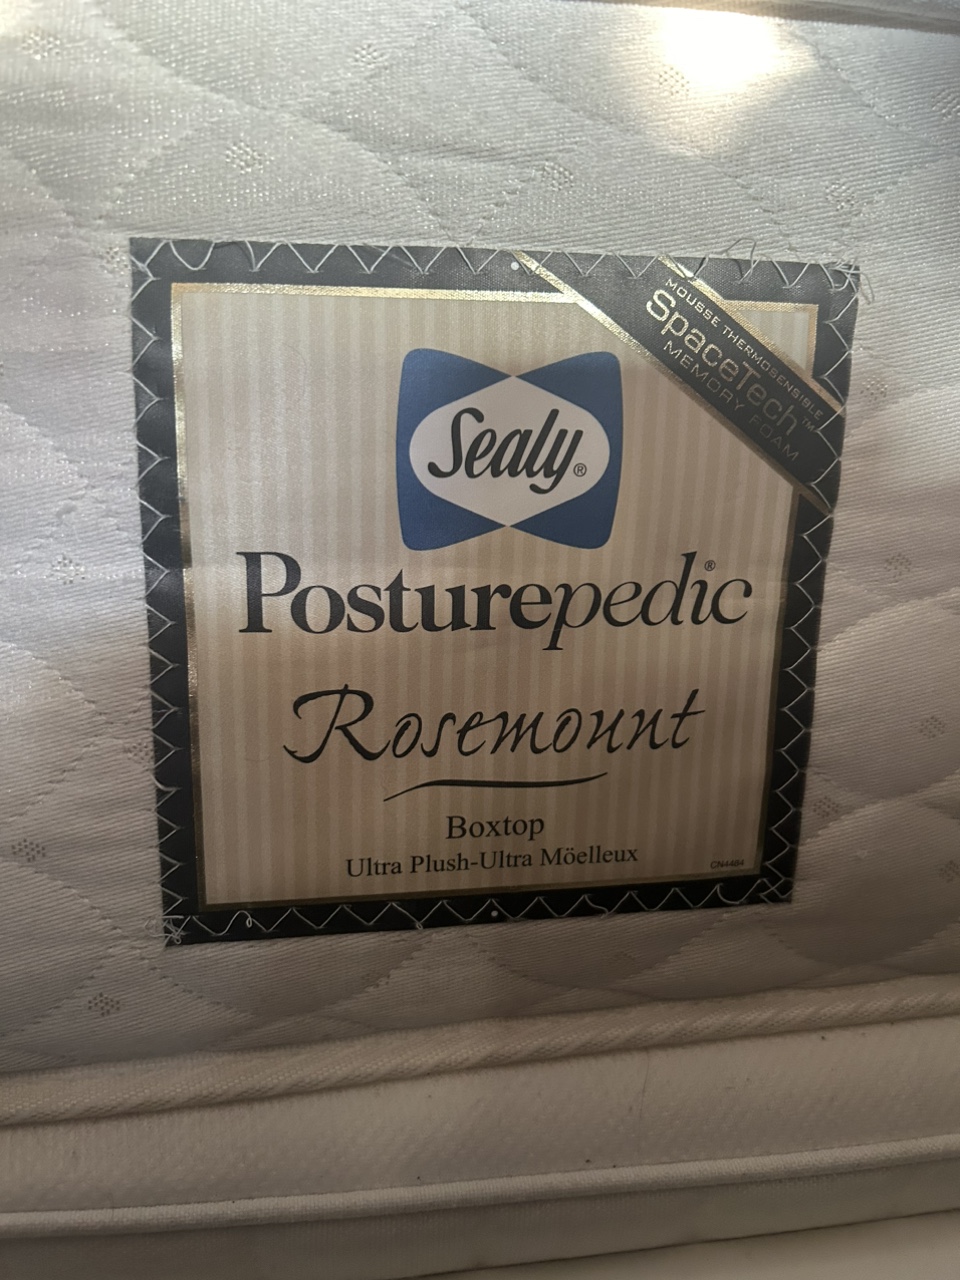 MOUSSE THERMOSENSIBLE
SpaceTech™
MEMORY FOAM
Sealy®
Posturepedic®
Rosemount
Boxtop
Ultra Plush-Ultra Möelleux
CN4484